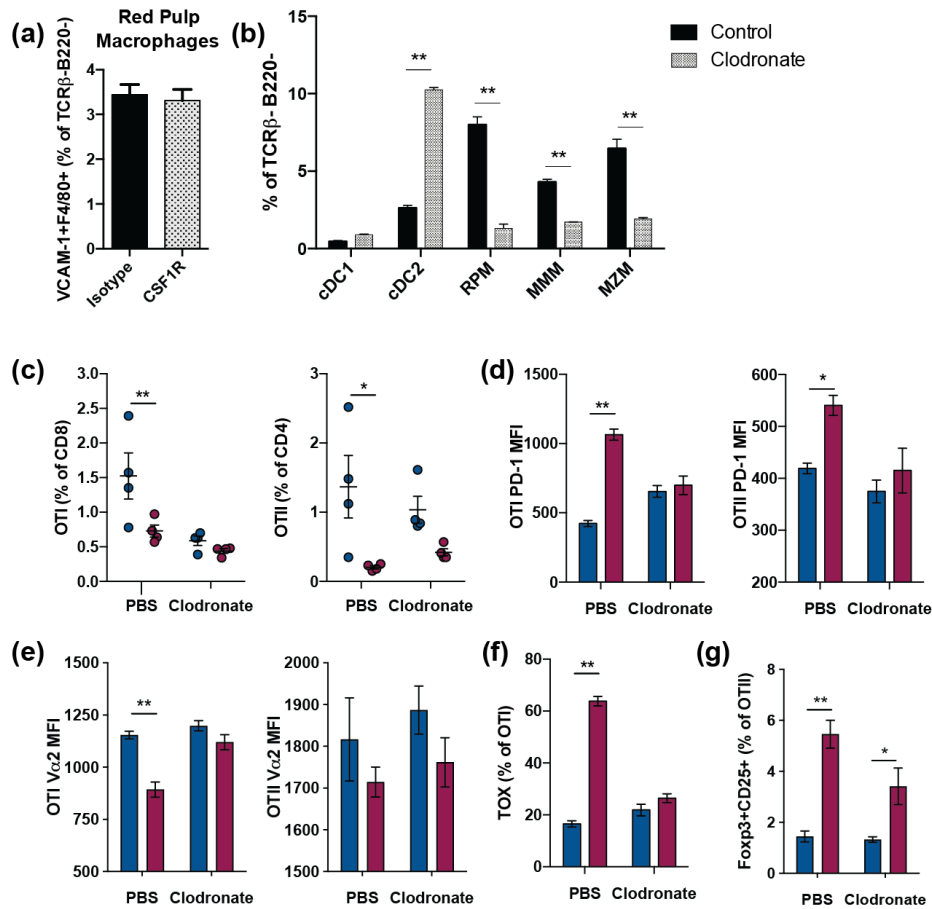 (a)
Red Pulp
Macrophages
VCAM-1+F4/80+ (% of TCRβ-B220-
4
3
2
1
0
Isotype
CSF1R
(b)
% of TCRβ- B220-
15
10
5
0
**
**
**
**
cDC1
cDC2
RPM
MMM
MZM
Control
Clodronate
(c)
OTI (% of CD8)
3.0
2.5
2.0
1.5
1.0
0.5
0.0
**
PBS
Clodronate
OTII (% of CD4)
3
2
1
0
*
PBS
Clodronate
(d)
OTI PD-1 MFI
1500
1000
500
0
**
PBS
Clodronate
OTII PD-1 MFI
600
500
400
300
200
*
PBS
Clodronate
(e)
OTI Vα2 MFI
1500
1250
1000
750
500
**
PBS
Clodronate
OTII Vα2 MFI
2000
1900
1800
1700
1600
1500
PBS
Clodronate
(f)
TOX (% of OTI)
80
60
40
20
0
**
PBS
Clodronate
(g)
Foxp3+CD25+ (% of OTII)
8
6
4
2
0
**
*
PBS
Clodronate